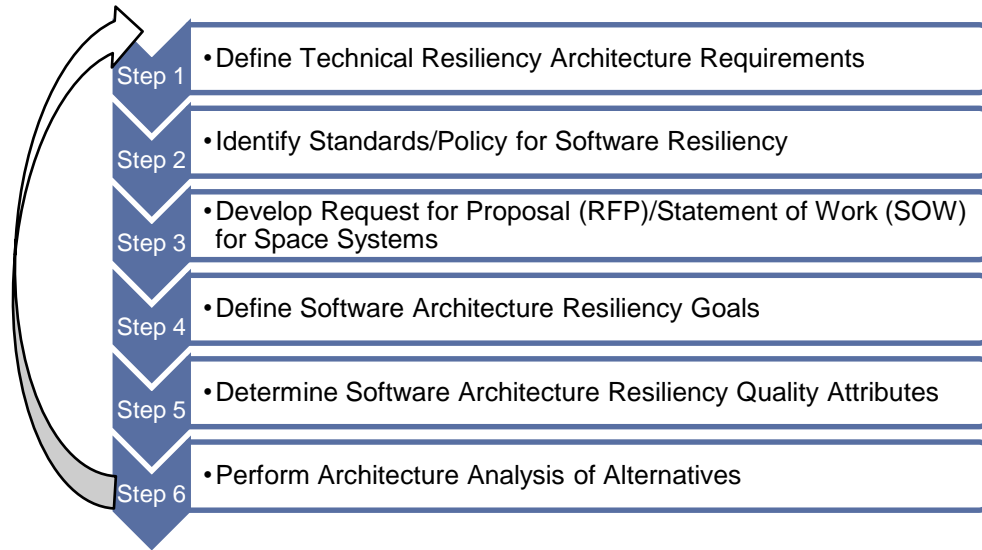 Step 1
•Define Technical Resiliency Architecture Requirements
Step 2
•Identify Standards/Policy for Software Resiliency
Step 3
•Develop Request for Proposal (RFP)/Statement of Work (SOW)
for Space Systems
Step 4
•Define Software Architecture Resiliency Goals
Step 5
•Determine Software Architecture Resiliency Quality Attributes
Step 6
•Perform Architecture Analysis of Alternatives